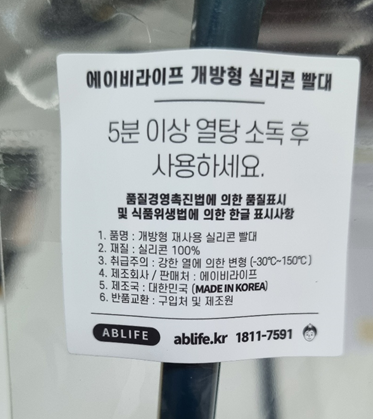 에이비라이프 개방형 실리콘 빨대
5분 이상 열탕 소독 후
사용하세요.
품질경영촉진법에 의한 품질표시
및 식품위생법에 의한 한글 표시사항
1. 품명 : 개방형 재사용 실리콘 빨대
2. 재질 : 실리콘 100%
3. 취급주의 : 강한 열에 의한 변형 (-30℃~150℃)
4. 제조회사 / 판매처 : 에이비라이프
5. 제조국 : 대한민국 (MADE IN KOREA)
6. 반품교환 : 구입처 및 제조원
ABLIFE ablife.kr 1811-7591